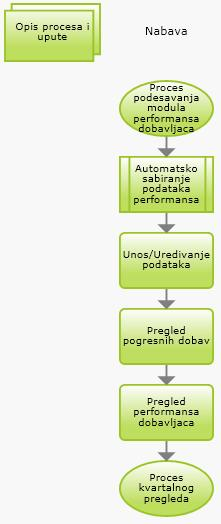 Opis procesa i
upute
Nabava
Proces
podesavanja
modula
performansa
dobavljaca
Automatsko
sabiranje
podataka
performansa
Unos/Uredivanje
podataka
Pregled
pogresnih dobav
Pregled
performansa
dobavljaca
Proces
kvartalnog
pregleda